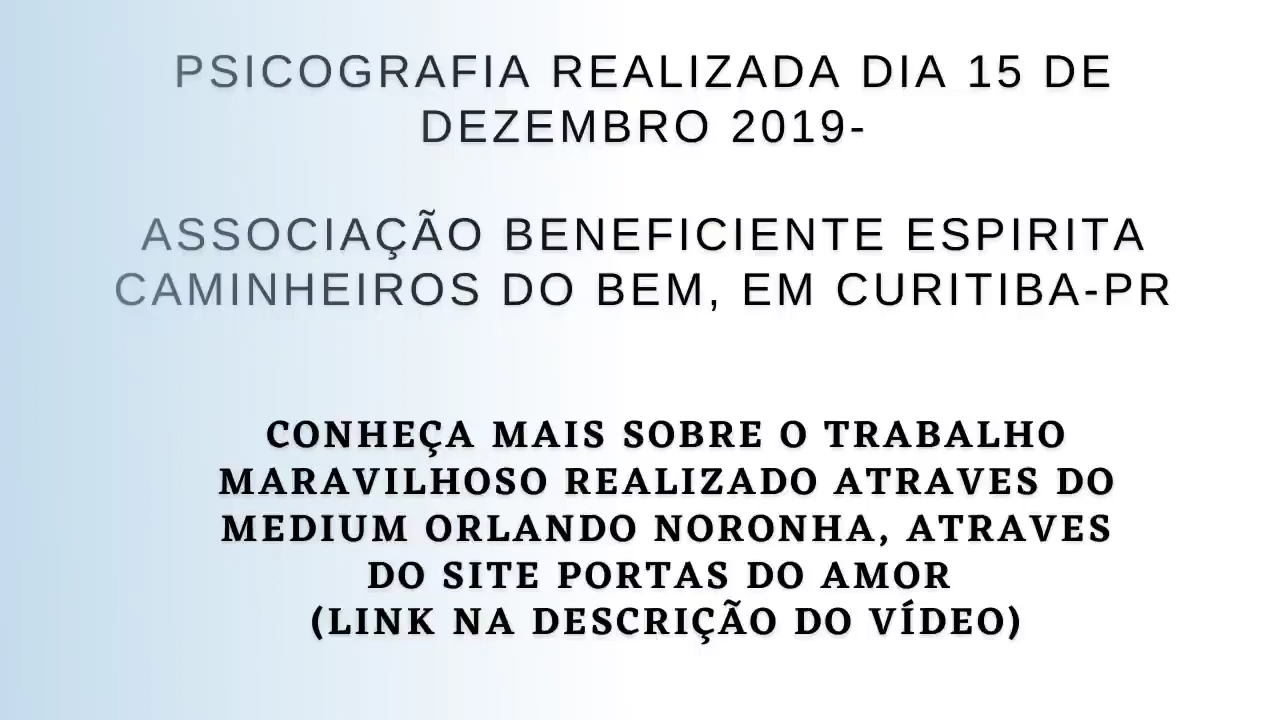 PSICOGRAFIA REALIZADA DIA 15 DE
DEZEMBRO 2019-
ASSOCIAÇÃO BENEFICIENTE ESPIRITA
CAMINHEIROS DO BEM, EM CURITIBA-PR
CONHEÇA MAIS SOBRE O TRABALHO
MARAVILHOSO REALIZADO ATRAVES DO
MEDIUM ORLANDO NORONHA, ATRAVES
DO SITE PORTAS DO AMOR
(LINK NA DESCRIÇÃO DO VÍDEO)